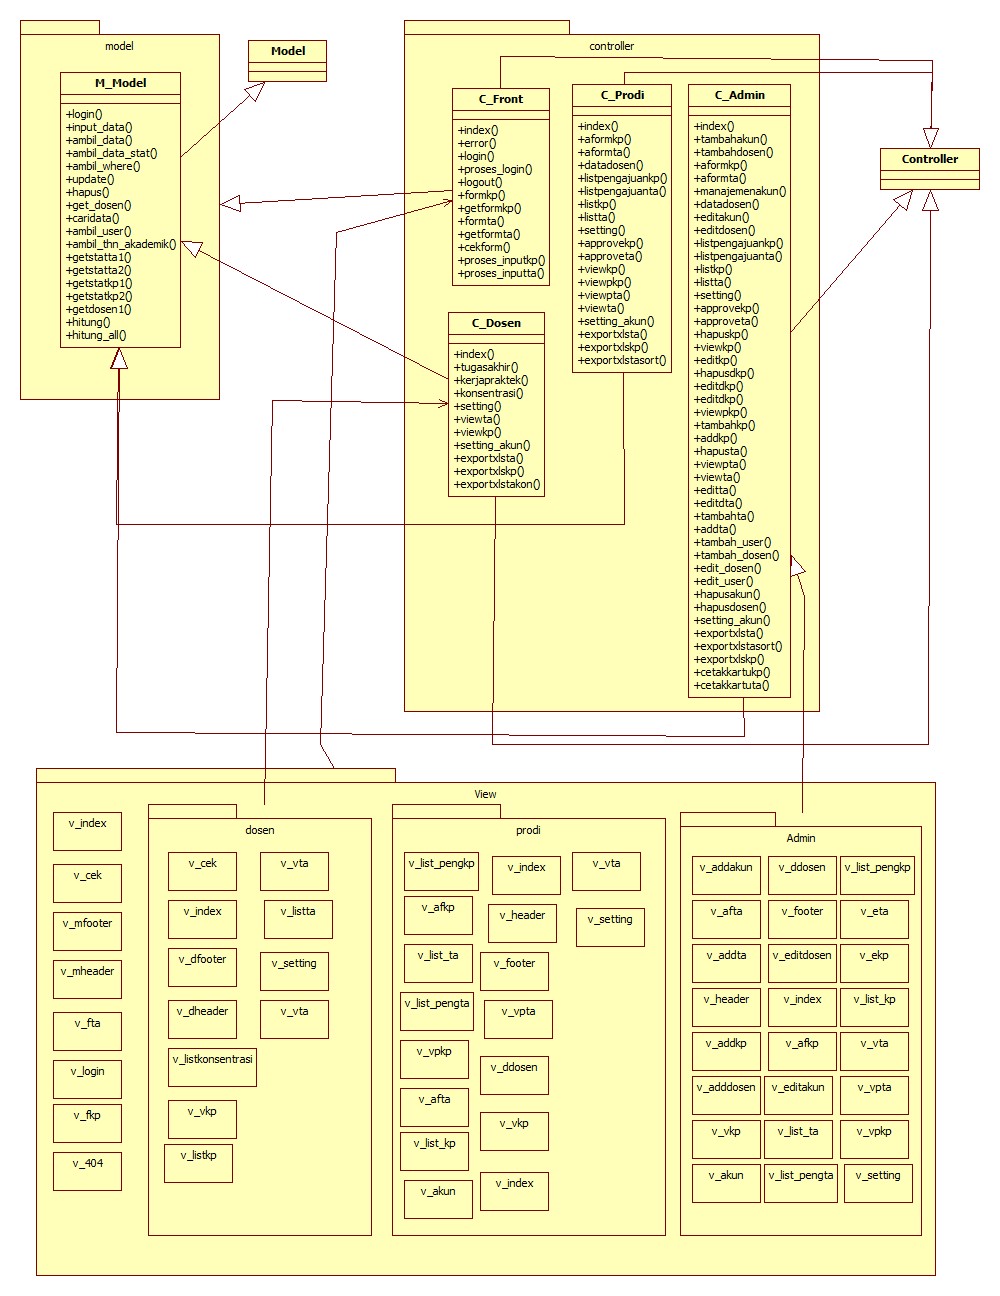 model
M_Model
+login()
+input_data()
+ambil_data()
+ambil_data_stat()
+ambil_where()
+update()
+hapus()
+get_dosen()
+caridata()
+ambil_user()
+ambil_thn_akademik()
+getstatta1()
+getstatta2()
+getstatkp1()
+getstatkp2()
+getdosen1()
+hitung()
+hitung_all()
Model
controller
C_Front
+index()
+error()
+login()
+proses_login()
+logout()
+formkp()
+getformkp()
+formta()
+getformta()
+cekform()
+proses_inputkp()
+proses_inputta()
C_Dosen
+index()
+tugasakhir()
+kerjapraktek()
+konsentrasi()
+setting()
+viewta()
+viewkp()
+setting_akun()
+exportxlsta()
+exportxlskp()
+exportxlstakon()
C_Prodi
+index()
+aformkp()
+aformta()
+datadosen()
+listpengajuankp()
+listpengajuanta()
+listkp()
+listta()
+setting()
+approvekp()
+approveta()
+viewkp()
+viewpkp()
+viewpta()
+viewta()
+setting_akun()
+exportxlsta()
+exportxlskp()
+exportxlstasort()
C_Admin
+index()
+tambahakun()
+tambahdosen()
+aformkp()
+aformta()
+manajemenakun()
+datadosen()
+editakun()
+editdosen()
+listpengajuankp()
+listpengajuanta()
+listkp()
+listta()
+setting()
+approvekp()
+approveta()
+hapuskp()
+viewkp()
+editkp()
+hapusdkp()
+editdkp()
+editdkp()
+viewpkp()
+tambahkp()
+addkp()
+hapusta()
+viewpta()
+viewta()
+editta()
+editdta()
+tambahta()
+addta()
+tambah_user()
+tambah_dosen()
+edit_dosen()
+edit_user()
+hapusakun()
+hapusdosen()
+setting_akun()
+exportxlsta()
+exportxlstasort()
+exportxlskp()
+cetakkartukp()
+cetakkartuta()
Controller
View
v_index
v_cek
v_mfooter
v_mheader
v_fta
v_login
v_fkp
v_404
dosen
v_cek
v_vta
v_index
v_listta
v_dfooter
v_setting
v_dheader
v_vta
v_listkonsentrasi
v_vkp
v_listkp
prodi
v_list_pengkp
v_index
v_vta
v_afkp
v_header
v_setting
v_list_ta
v_footer
v_list_pengta
v_vpta
v_vpkp
v_ddosen
v_afta
v_vkp
v_list_kp
v_akun
v_index
Admin
v_addakun
v_ddosen
v_list_pengkp
v_afta
v_footer
v_eta
v_addta
v_editdosen
v_ekp
v_header
v_index
v_list_kp
v_addkp
v_afkp
v_vta
v_adddosen
v_editakun
v_vpta
v_vkp
v_list_ta
v_vpkp
v_akun
v_list_pengta
v_setting